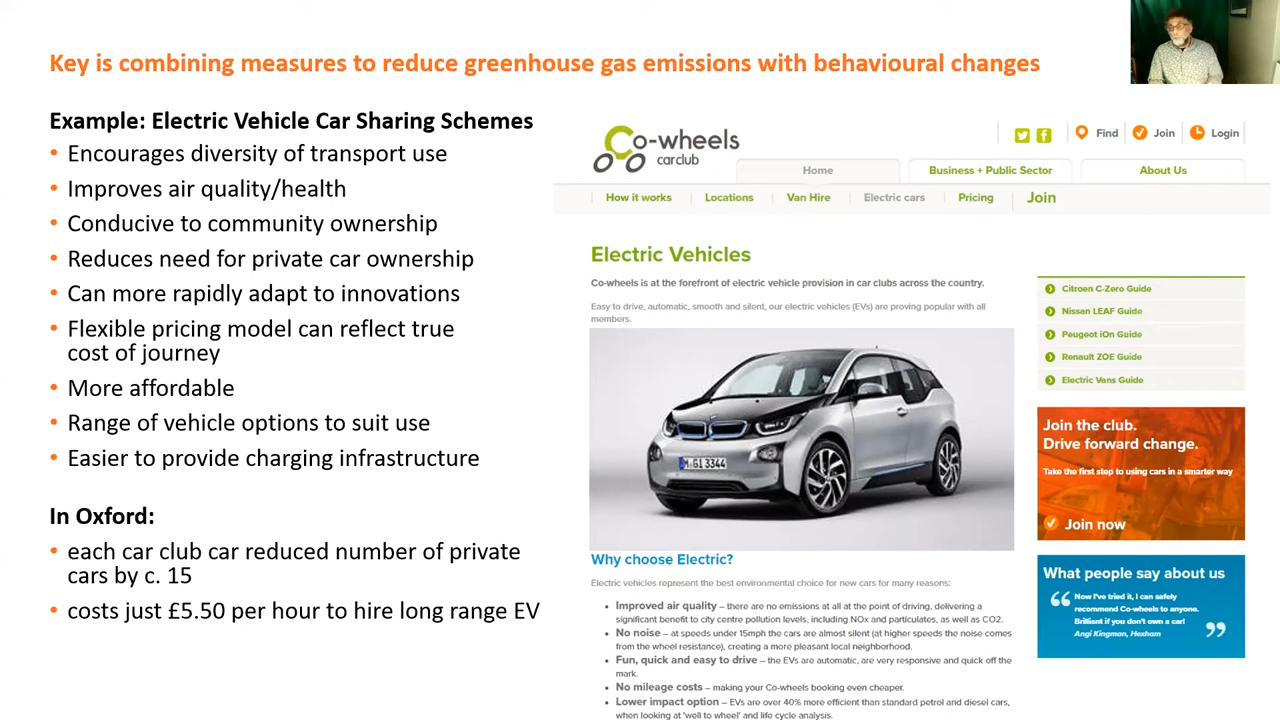 Key is combining measures to reduce greenhouse gas emissions with behavioural changes
Example: Electric Vehicle Car Sharing Schemes
• Encourages diversity of transport use
• Improves air quality/health
• Conducive to community ownership
• Reduces need for private car ownership
• Can more rapidly adapt to innovations
• Flexible pricing model can reflect true
cost of journey
• More affordable
• Range of vehicle options to suit use
• Easier to provide charging infrastructure
In Oxford:
• each car club car reduced number of private
cars by c. 15
• costs just £5.50 per hour to hire long range EV
Co-wheels
carclub
Find
Join
Login
Home
Business + Public Sector
About Us
How it works
Locations
Van Hire
Electric cars
Pricing
Join
Electric Vehicles
Co-wheels is at the forefront of electric vehicle provision in car clubs across the country.
Easy to drive, automatic, smooth and silent, our electric vehicles (EVs) are proving popular with all
members.
M·GI 3344
Why choose Electric?
Electric vehicles represent the best environmental choice for new cars for many reasons:
• Improved air quality – there are no emissions at all at the point of driving, delivering a
significant benefit to city centre pollution levels, including NOx and particulates, as well as CO2.
• No noise – at speeds under 15mph the cars are almost silent (at higher speeds the noise comes
from the wheel resistance), creating a more pleasant local neighborhood.
• Fun, quick and easy to drive – the EVs are automatic, are very responsive and quick off the
mark.
• No mileage costs – making your Co-wheels booking even cheaper.
• Lower impact option – EVs are over 40% more efficient than standard petrol and diesel cars,
when looking at 'well to wheel' and life cycle analysis.
Citroen C-Zero Guide
Nissan LEAF Guide
Peugeot iOn Guide
Renault ZOE Guide
Electric Vans Guide
Join the club.
Drive forward change.
Take the first step to using cars in a smarter way
Join now
What people say about us
“ Now I've tried it, I can safely
recommend Co-wheels to anyone.
Brilliant if you don't own a car!
Angi Kingman, Hexham ”